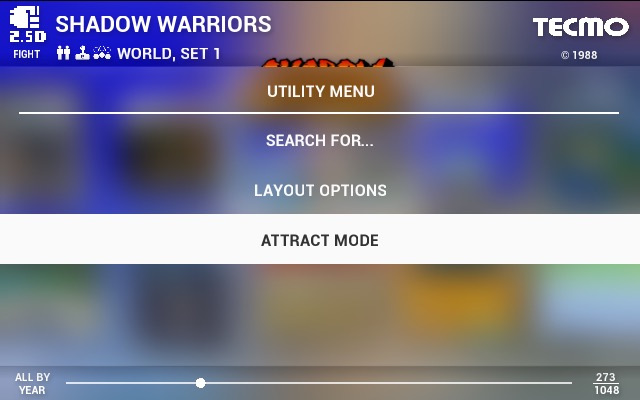 SHADOW WARRIORS
TECMO
2.5D
FIGHT
WORLD, SET 1
© 1988
SHADOW
UTILITY MENU
SEARCH FOR...
LAYOUT OPTIONS
ATTRACT MODE
ALL BY
YEAR
273
1048